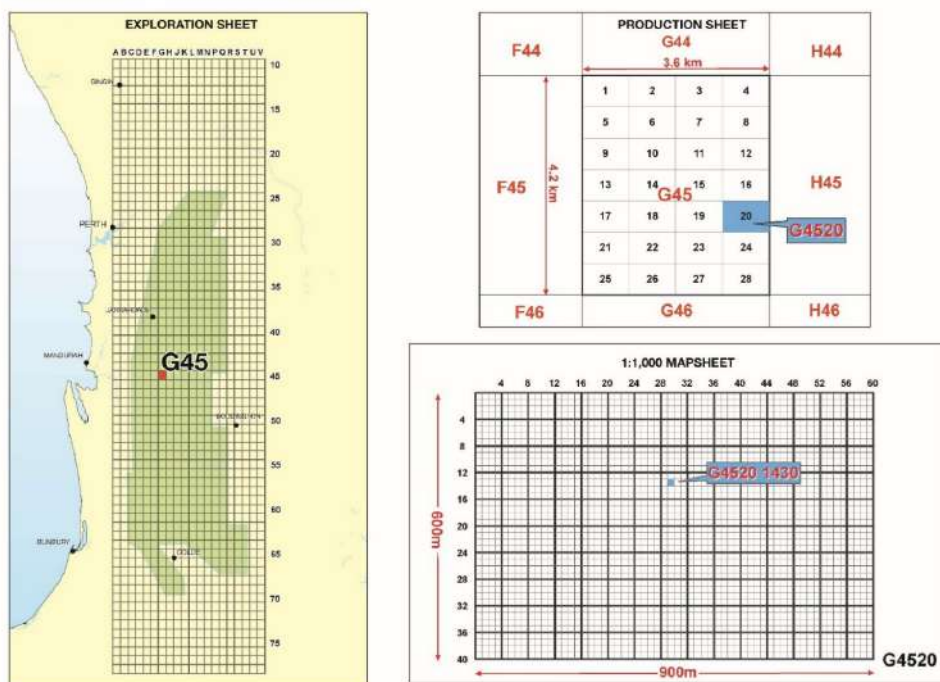 EXPLORATION SHEET
A B C D E F G H J K L M N P Q R S T U V
10
GINGIN
15
20
25
PERTH
30
35
JARRAHDALE
40
MANDURAH
G45
45
BODDINGTON
50
55
60
BUNBURY
COLLIE
65
70
75
PRODUCTION SHEET
F44 G44 H44
3.6 km
1 2 3 4
5 6 7 8
9 10 11 12
4.2 km
13 14 15 16
F45 G45 H45
17 18 19 20
G4520
21 22 23 24
25 26 27 28
F46 G46 H46
1:1,000 MAPSHEET
4 8 12 16 20 24 28 32 36 40 44 48 52 56 60
4
8
12
G4520 1430
16
20
600m
24
28
32
36
40
G4520
900m